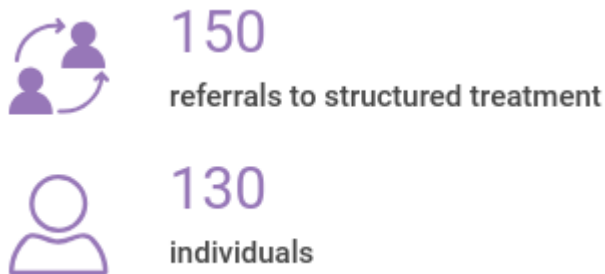 150
referrals to structured treatment
130
individuals